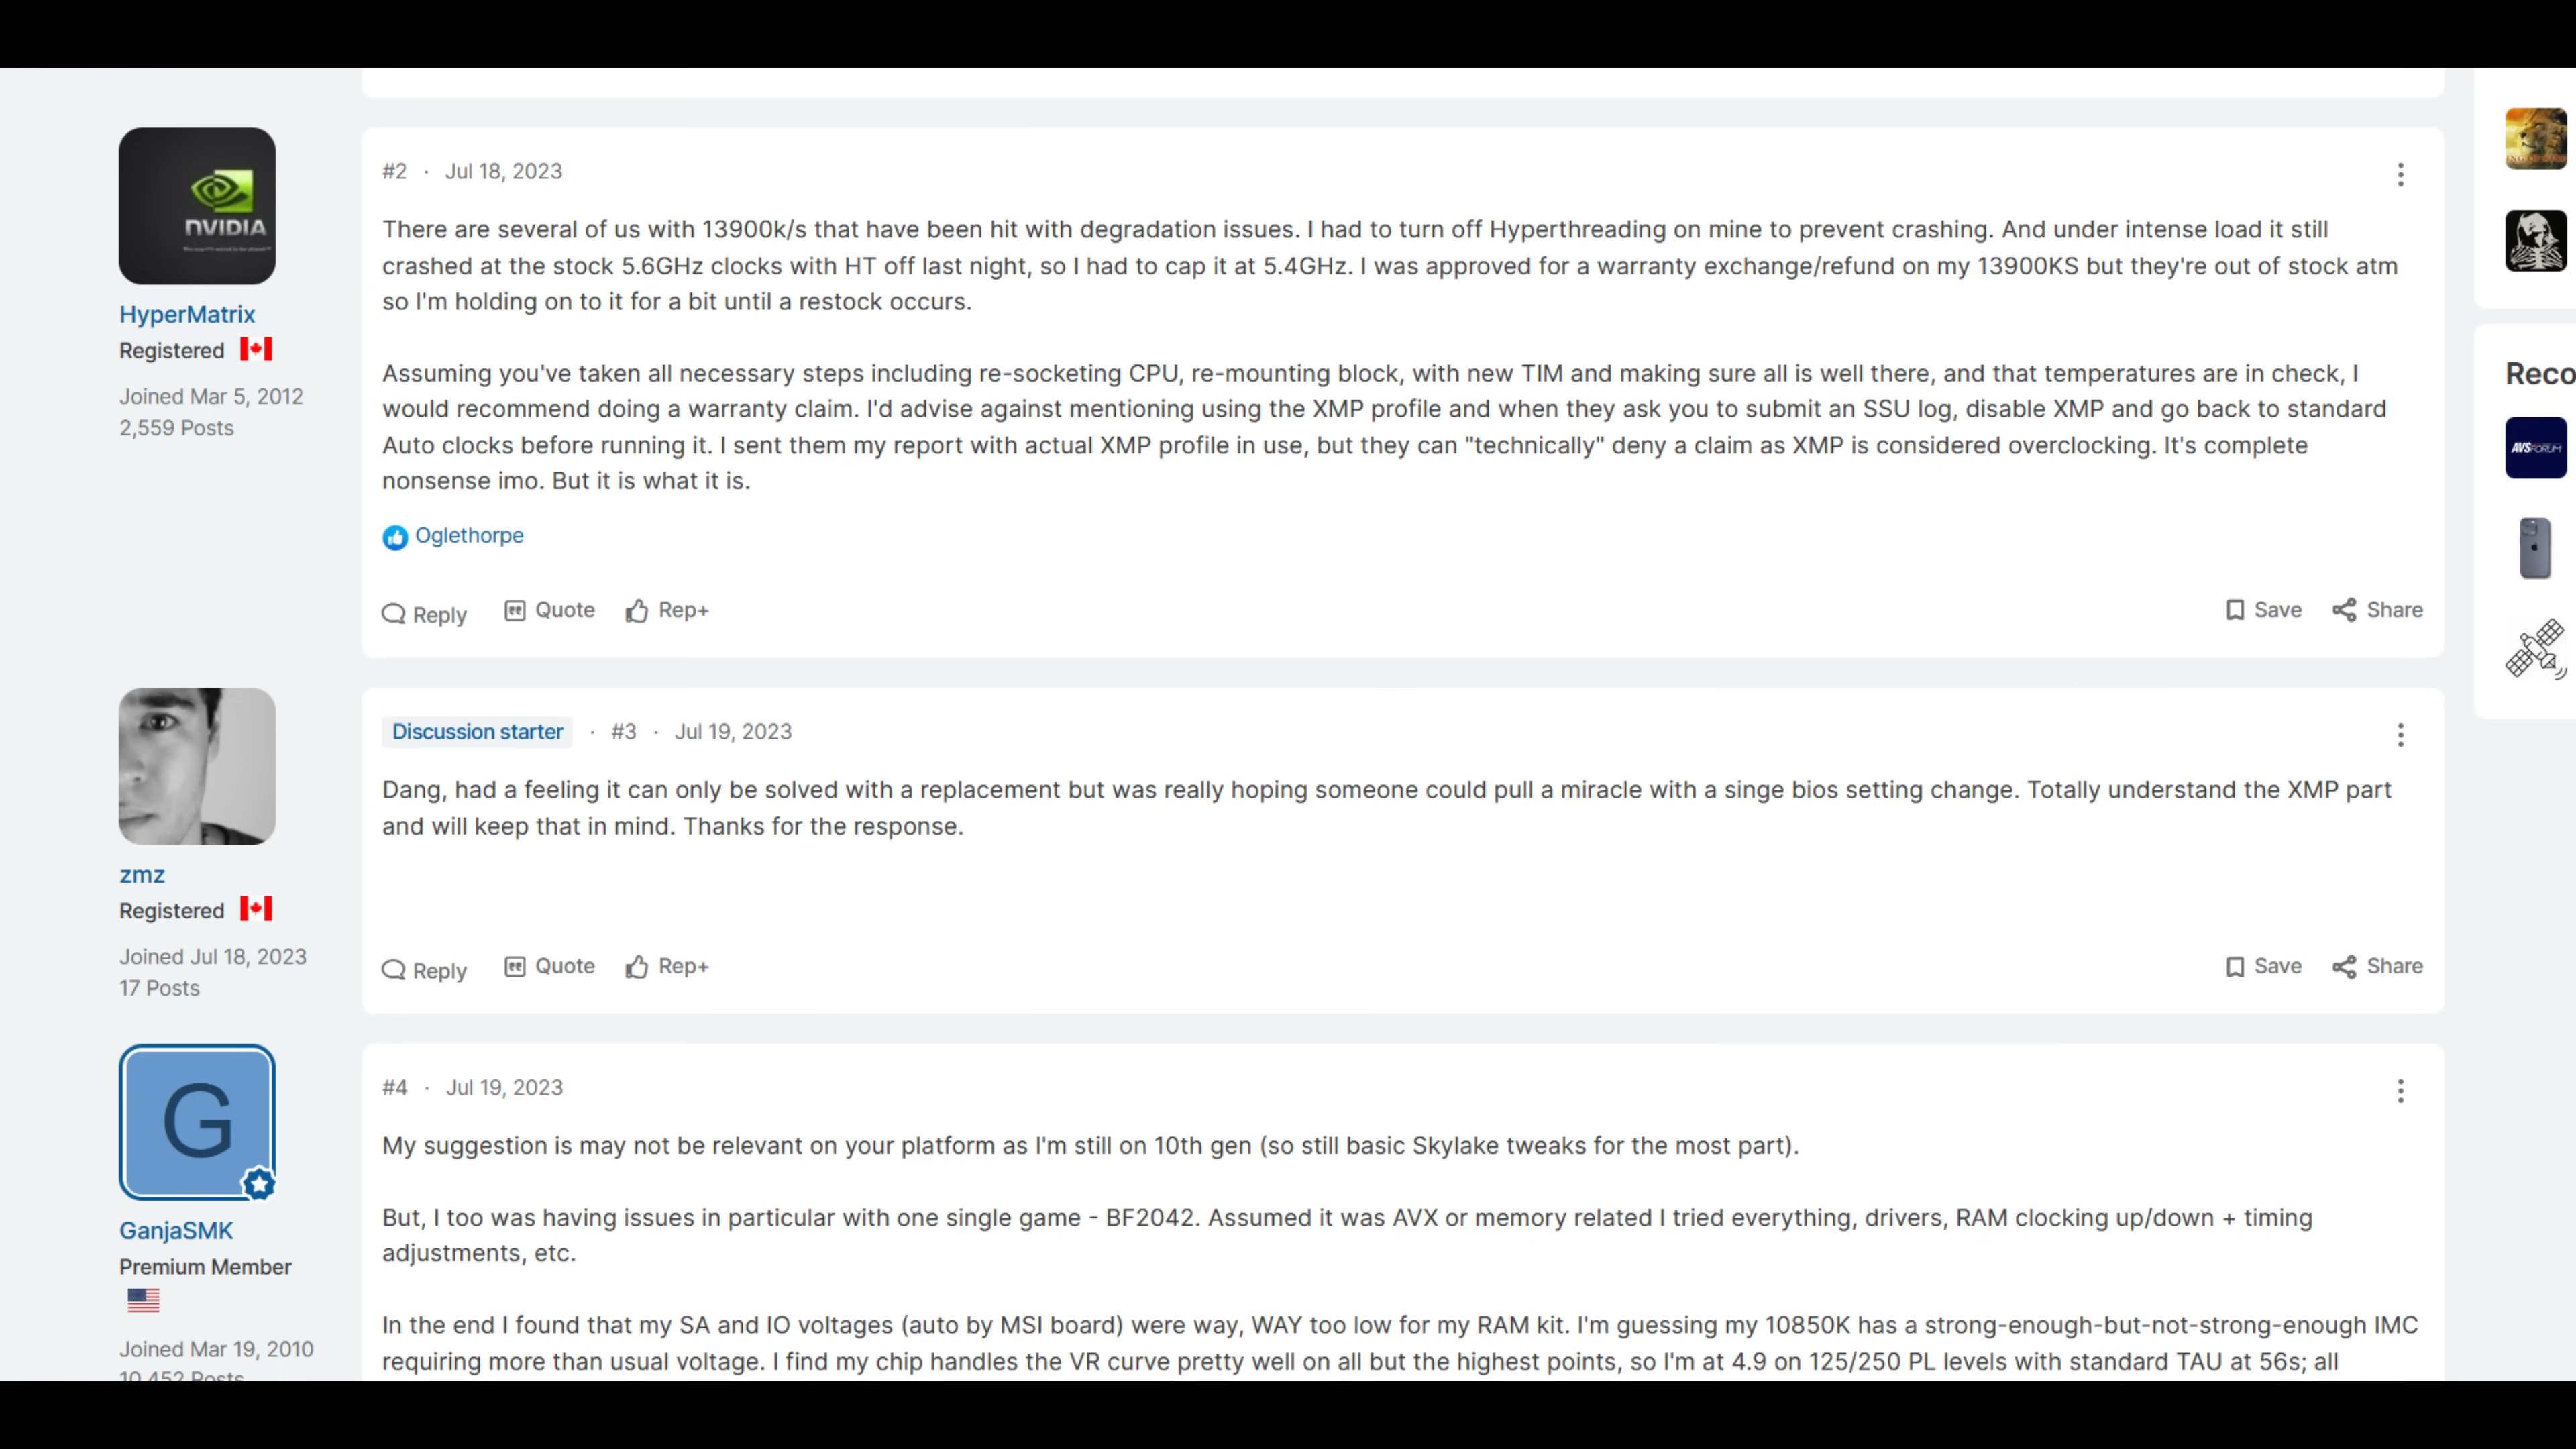 NVIDIA
HyperMatrix
Registered
Joined Mar 5, 2012
2,559 Posts
#2 · Jul 18, 2023
There are several of us with 13900k/s that have been hit with degradation issues. I had to turn off Hyperthreading on mine to prevent crashing. And under intense load it still
crashed at the stock 5.6GHz clocks with HT off last night, so I had to cap it at 5.4GHz. I was approved for a warranty exchange/refund on my 13900KS but they're out of stock atm
so I'm holding on to it for a bit until a restock occurs.
Assuming you've taken all necessary steps including re-socketing CPU, re-mounting block, with new TIM and making sure all is well there, and that temperatures are in check, I
would recommend doing a warranty claim. I'd advise against mentioning using the XMP profile and when they ask you to submit an SSU log, disable XMP and go back to standard
Auto clocks before running it. I sent them my report with actual XMP profile in use, but they can "technically" deny a claim as XMP is considered overclocking. It's complete
nonsense imo. But it is what it is.
Oglethorpe
Reply Quote Rep+ Save Share
zmz
Registered
Joined Jul 18, 2023
17 Posts
Discussion starter · #3 · Jul 19, 2023
Dang, had a feeling it can only be solved with a replacement but was really hoping someone could pull a miracle with a singe bios setting change. Totally understand the XMP part
and will keep that in mind. Thanks for the response.
Reply Quote Rep+ Save Share
G
GanjaSMK
Premium Member
Joined Mar 19, 2010
10,452 Posts
#4 · Jul 19, 2023
My suggestion is may not be relevant on your platform as I'm still on 10th gen (so still basic Skylake tweaks for the most part).
But, I too was having issues in particular with one single game - BF2042. Assumed it was AVX or memory related I tried everything, drivers, RAM clocking up/down + timing
adjustments, etc.
In the end I found that my SA and IO voltages (auto by MSI board) were way, WAY too low for my RAM kit. I'm guessing my 10850K has a strong-enough-but-not-strong-enough IMC
requiring more than usual voltage. I find my chip handles the VR curve pretty well on all but the highest points, so I'm at 4.9 on 125/250 PL levels with standard TAU at 56s; all
Reco
AVSFORUM